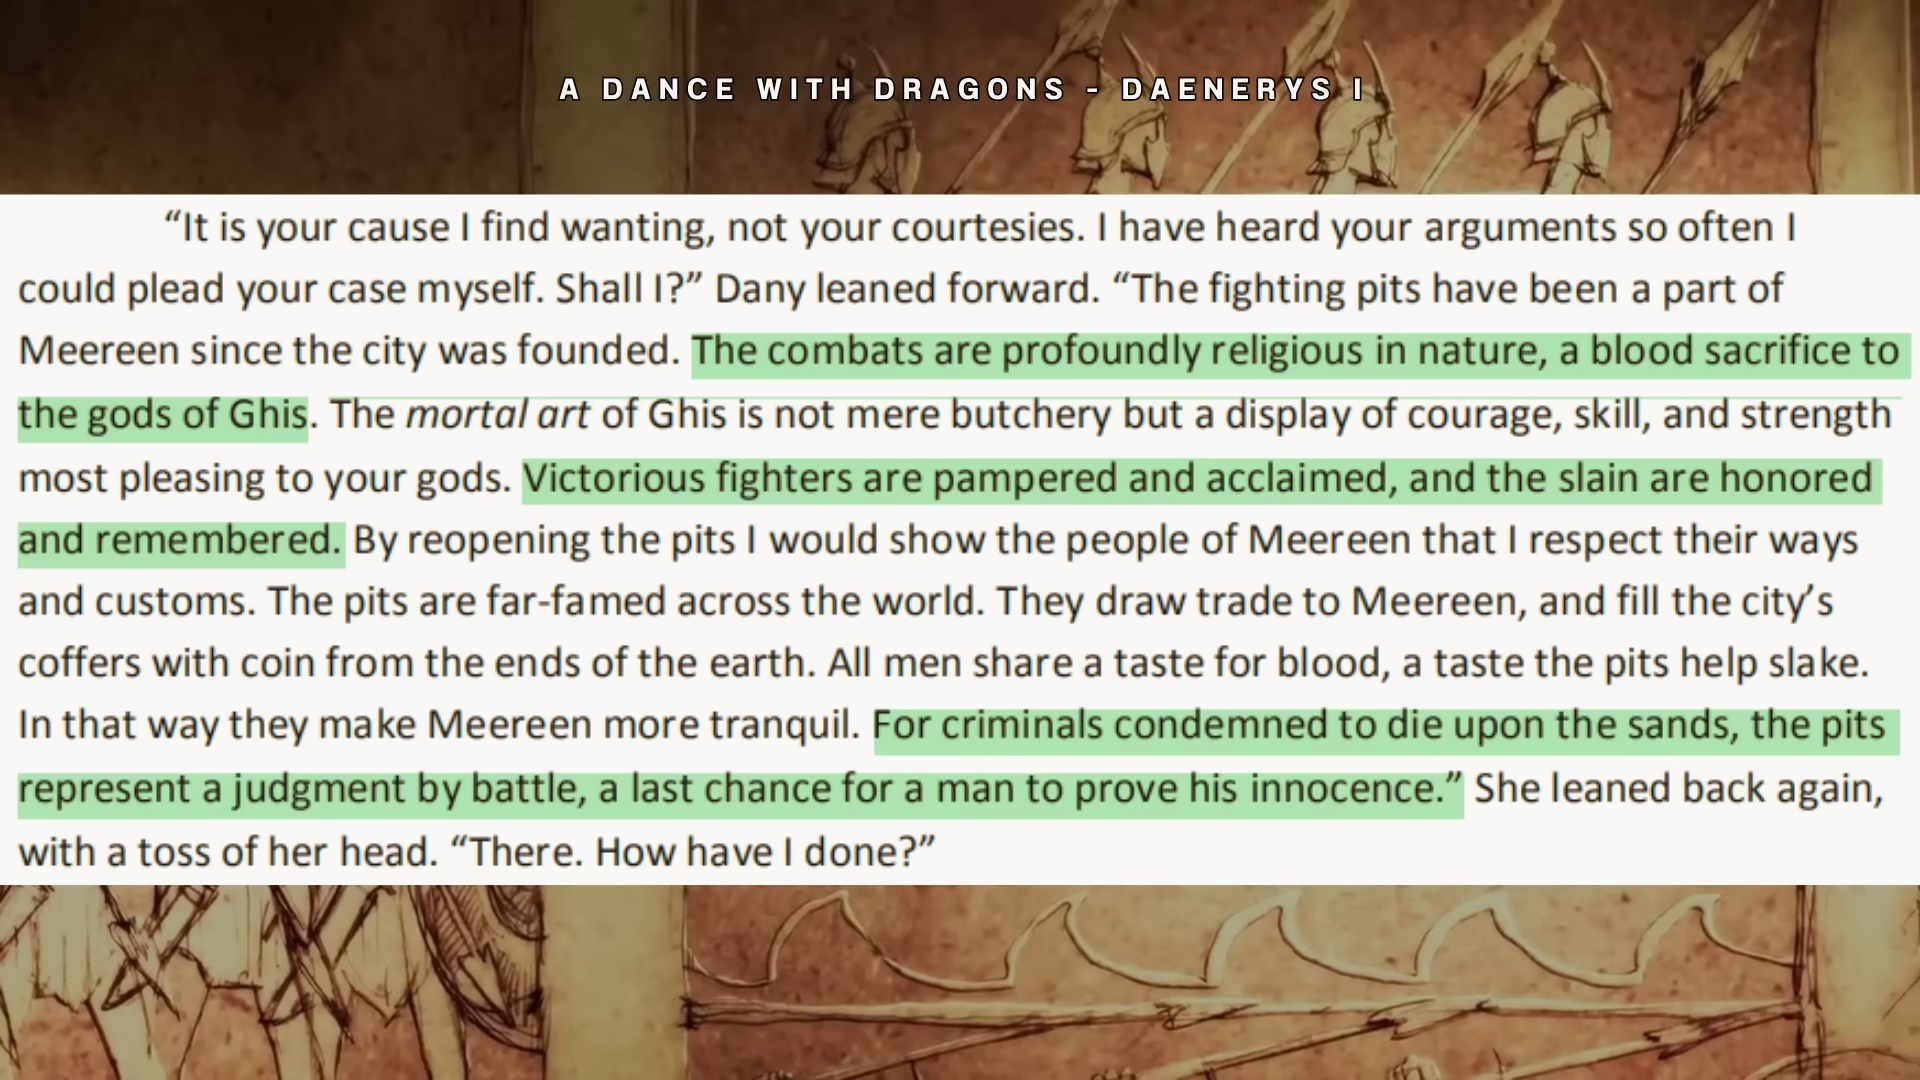 A DANCE WITH DRAGONS - DAENERYS I
“It is your cause I find wanting, not your courtesies. I have heard your arguments so often I
could plead your case myself. Shall I?” Dany leaned forward. “The fighting pits have been a part of
Meereen since the city was founded. The combats are profoundly religious in nature, a blood sacrifice to
the gods of Ghis. The mortal art of Ghis is not mere butchery but a display of courage, skill, and strength
most pleasing to your gods. Victorious fighters are pampered and acclaimed, and the slain are honored
and remembered. By reopening the pits I would show the people of Meereen that I respect their ways
and customs. The pits are far-famed across the world. They draw trade to Meereen, and fill the city’s
coffers with coin from the ends of the earth. All men share a taste for blood, a taste the pits help slake.
In that way they make Meereen more tranquil. For criminals condemned to die upon the sands, the pits
represent a judgment by battle, a last chance for a man to prove his innocence.” She leaned back again,
with a toss of her head. “There. How have I done?”